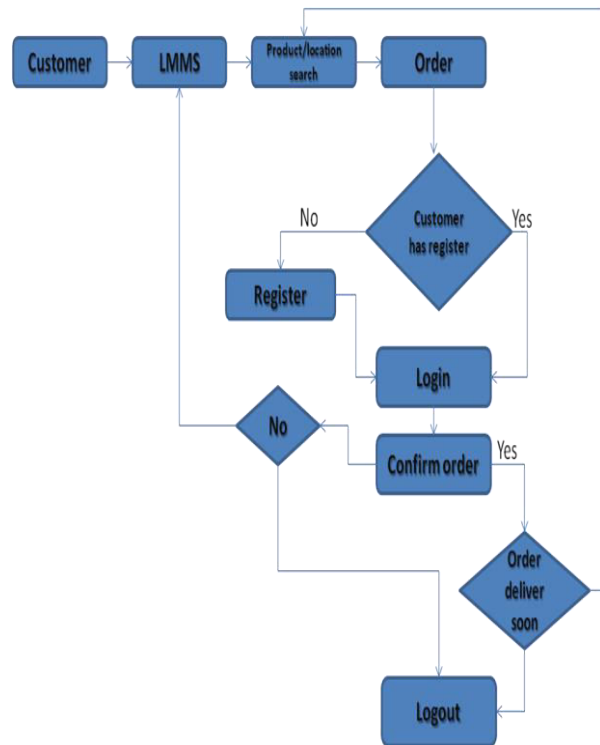 Customer
LMMS
Product/location
search
Order
Customer
has register
No
Yes
Register
Login
No
Confirm order
Yes
Order
deliver
soon
Logout